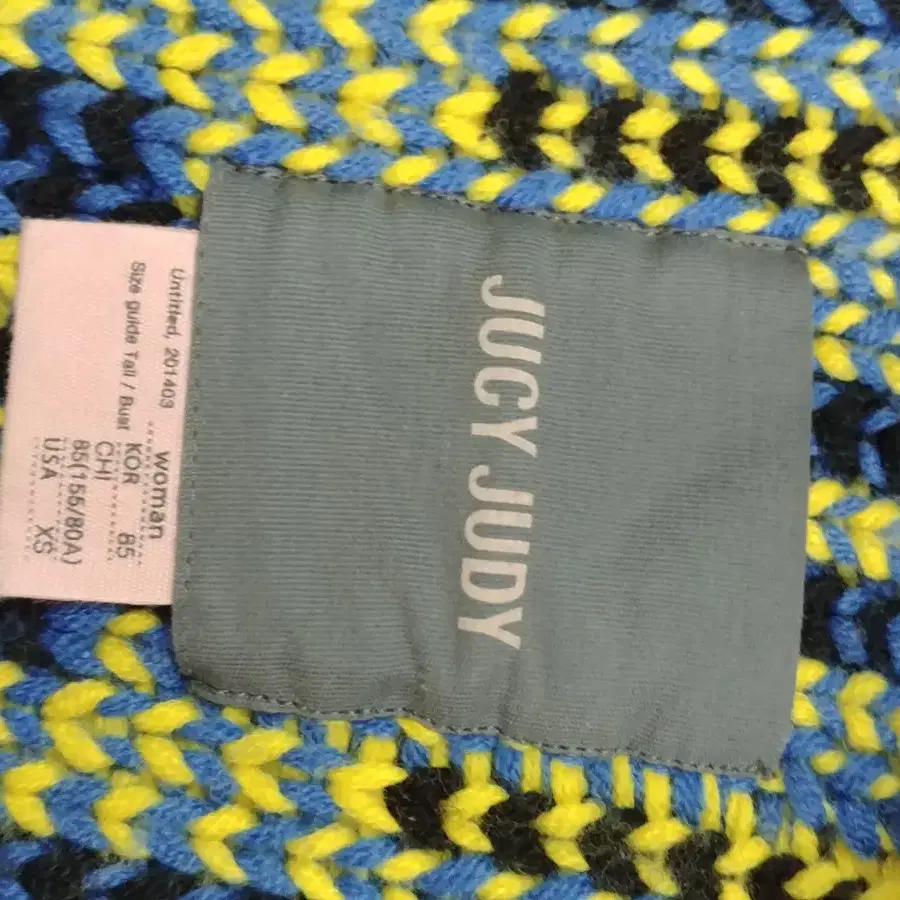 JUCY JUDY
Untitled, 201403
Size guide Tall / Bust
woman
KOR 85
CHI
85(155/80A)
USA XS